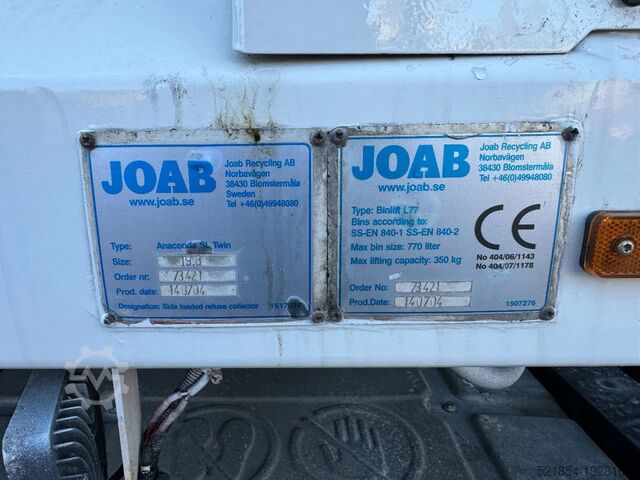 JOAB
www.joab.se
Joab Recycling AB
Norbavägen
38430 Blomstermåla
Sweden
Tel +46(0)49948080
Type: Anaconda SL Twin
Size: 19,8
Order nr: 73421
Prod. date: 140704
Designation: Side loaded refuse collector
JOAB
www.joab.se
Joab Recycling AB
Norbavägen
38430 Blomstermåla
Tel +46(0)49948080
Type: Binlift L77
Bins according to:
SS-EN 840-1 SS-EN 840-2
Max bin size: 770 liter
Max lifting capacity: 350 kg
CE
No 404/06/1143
No 404/07/1178
Order No: 73421
Prod.Date: 140704
1507276